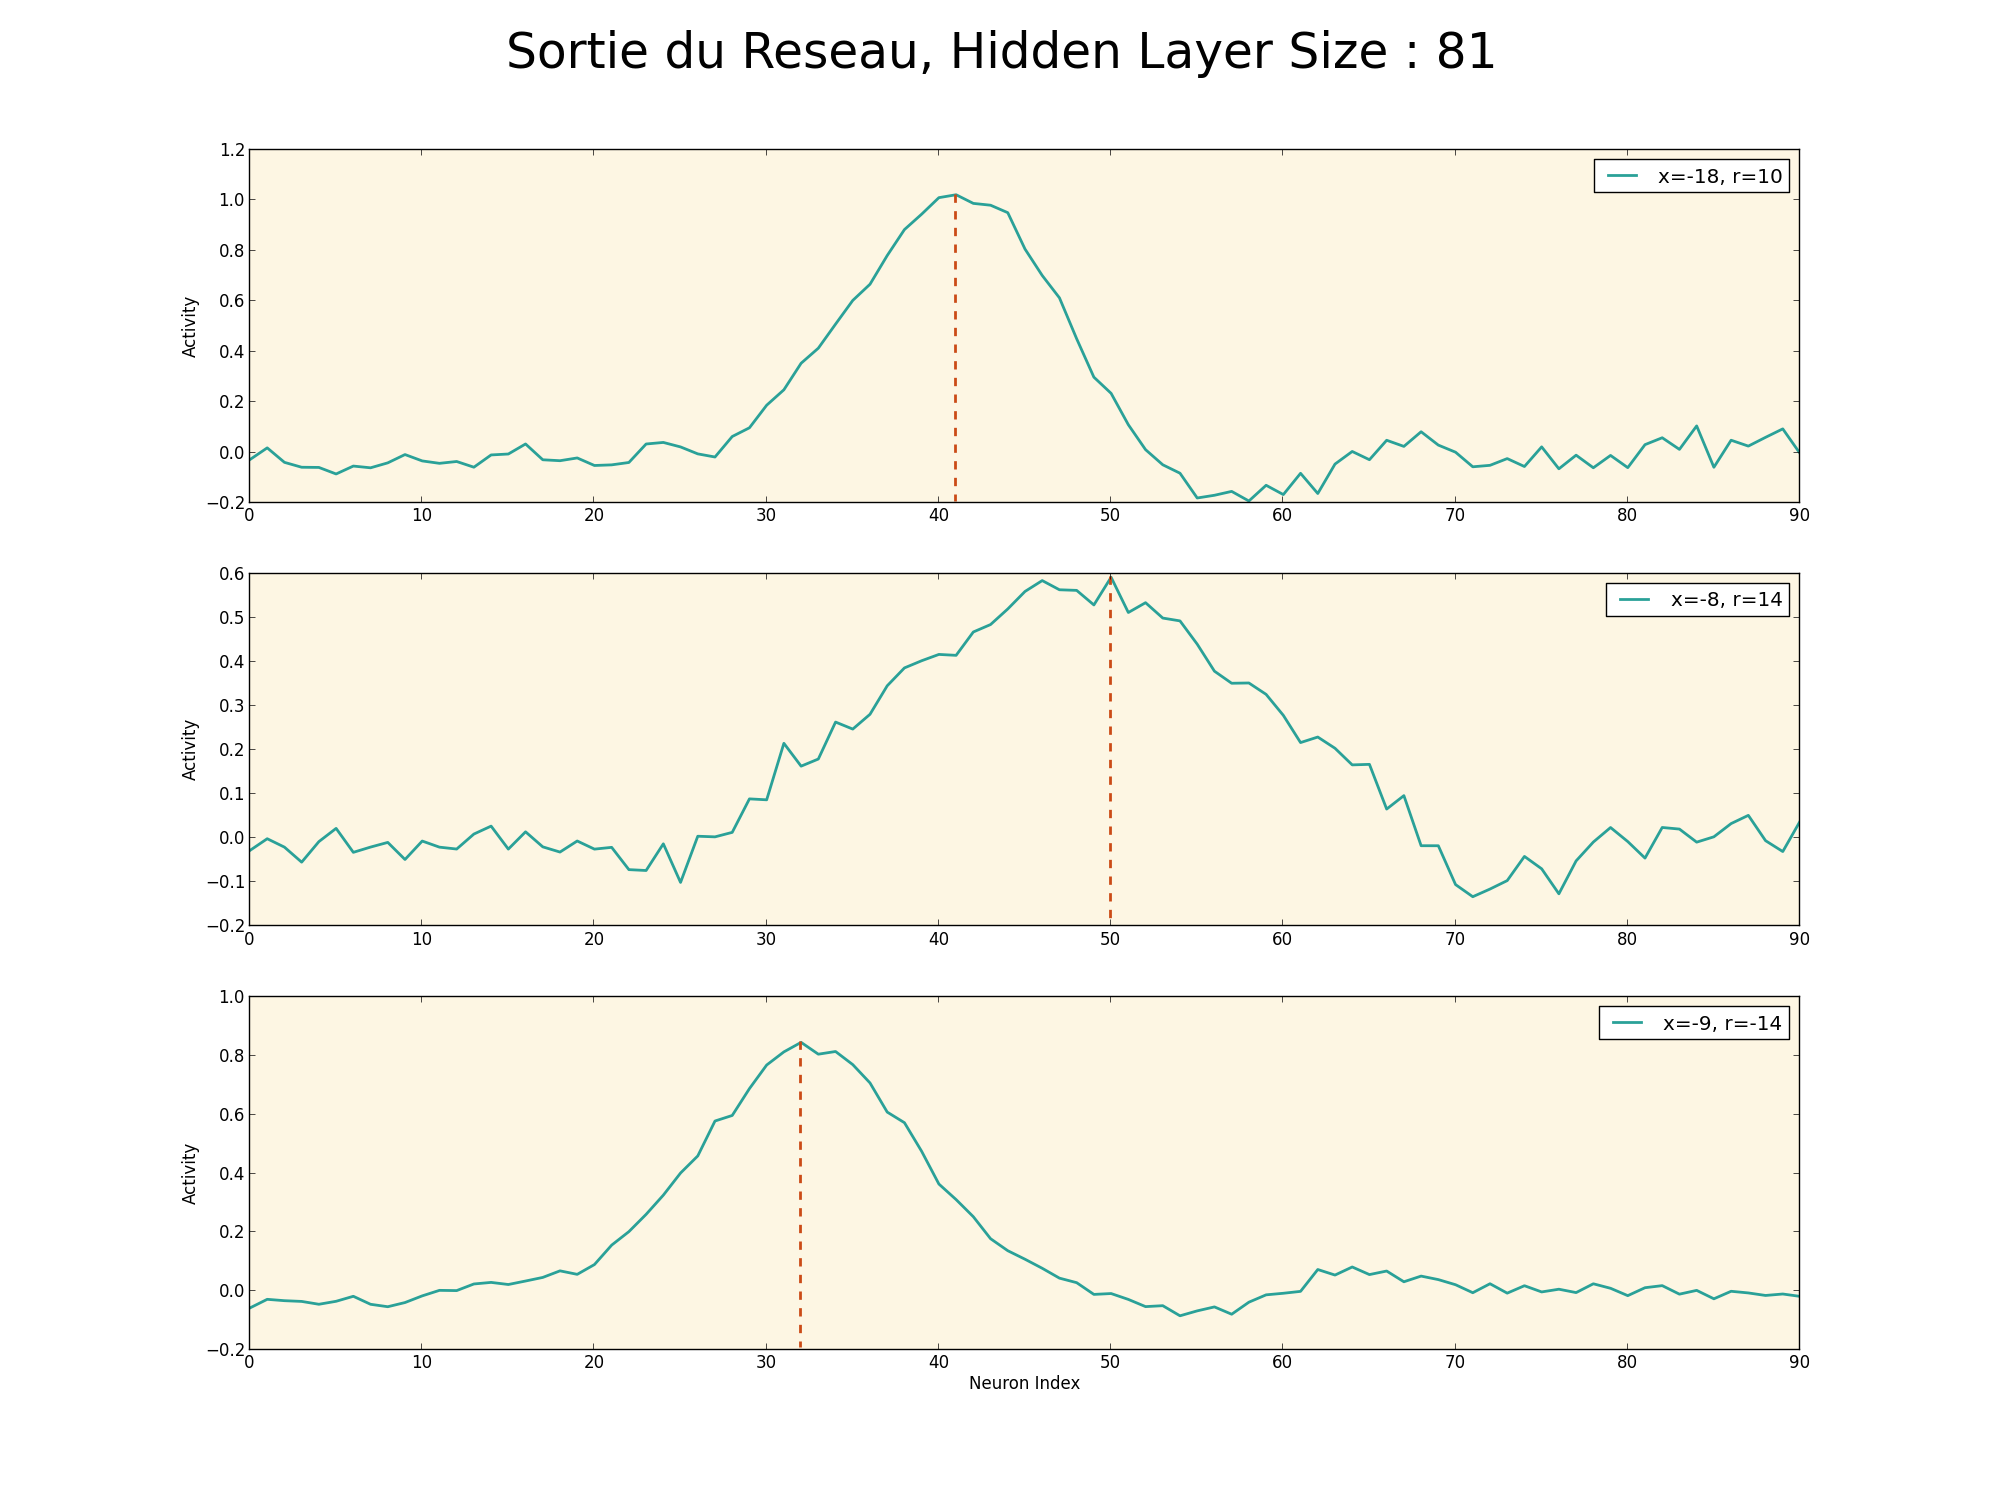 Sortie du Reseau, Hidden Layer Size : 81
1.2
1.0
0.8
0.6
0.4
0.2
0.0
−0.2
Activity
x=-18, r=10
0 10 20 30 40 50 60 70 80 90
0.6
0.5
0.4
0.3
0.2
0.1
0.0
−0.1
−0.2
Activity
x=-8, r=14
0 10 20 30 40 50 60 70 80 90
1.0
0.8
0.6
0.4
0.2
0.0
−0.2
Activity
x=-9, r=-14
0 10 20 30 40 50 60 70 80 90
Neuron Index